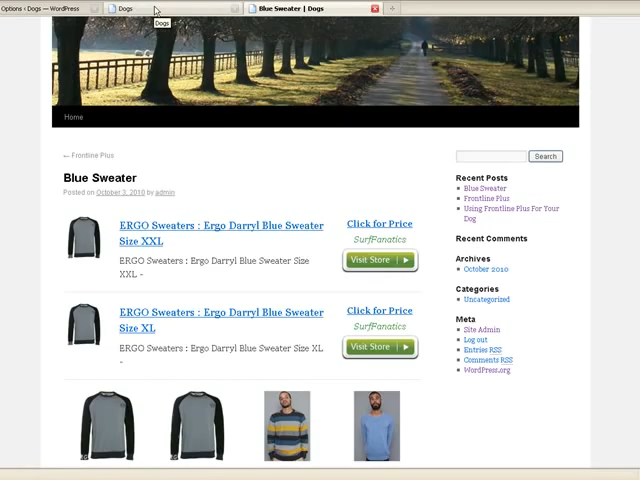 Options ‹ Dogs — WordPress
Dogs
Blue Sweater | Dogs
Dogs
Home
← Frontline Plus
Blue Sweater
Posted on October 3, 2010 by admin
ERGO Sweaters : Ergo Darryl Blue Sweater
Size XXL
ERGO Sweaters : Ergo Darryl Blue Sweater Size
XXL -
Click for Price
SurfFanatics
Visit Store
ERGO Sweaters : Ergo Darryl Blue Sweater
Size XL
ERGO Sweaters : Ergo Darryl Blue Sweater Size XL
-
Click for Price
SurfFanatics
Visit Store
Search
Recent Posts
Blue Sweater
Frontline Plus
Using Frontline Plus For Your
Dog
Recent Comments
Archives
October 2010
Categories
Uncategorized
Meta
Site Admin
Log out
Entries RSS
Comments RSS
WordPress.org